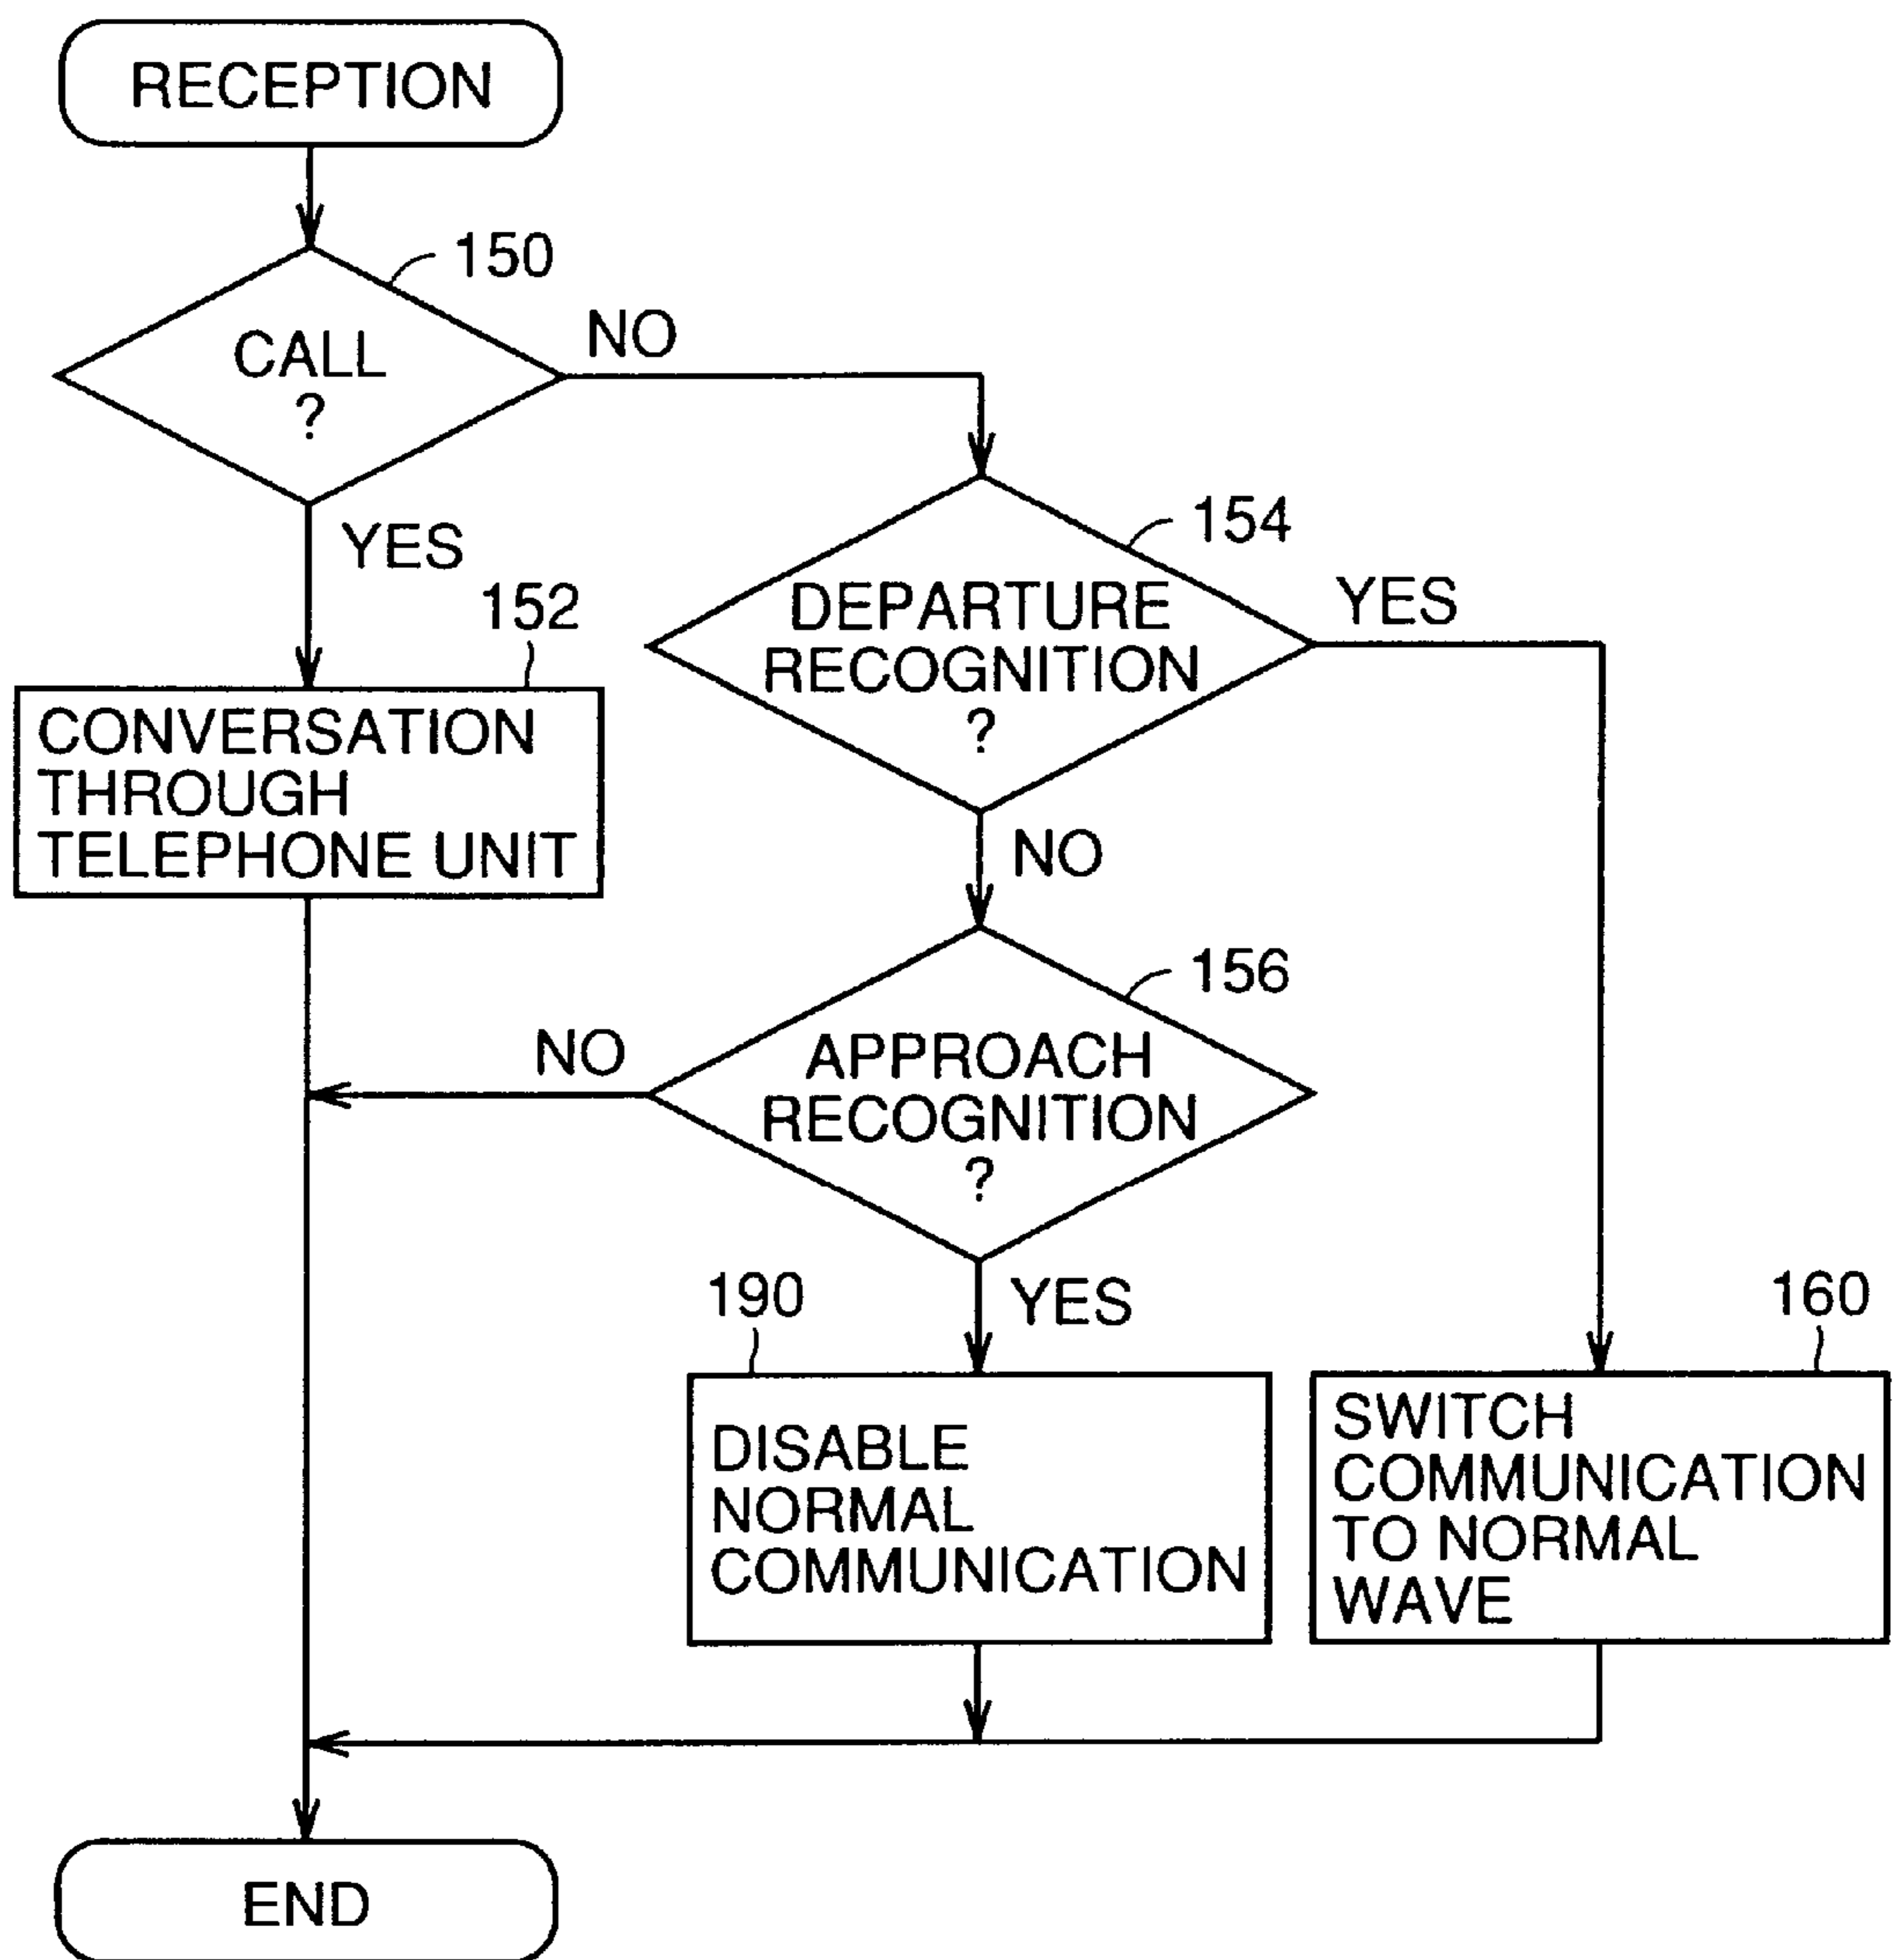 RECEPTION
150
CALL
?
NO
YES
154
DEPARTURE
RECOGNITION
?
YES
152
CONVERSATION
THROUGH
TELEPHONE UNIT
NO
156
APPROACH
RECOGNITION
?
NO
YES
190
DISABLE
NORMAL
COMMUNICATION
160
SWITCH
COMMUNICATION
TO NORMAL
WAVE
END